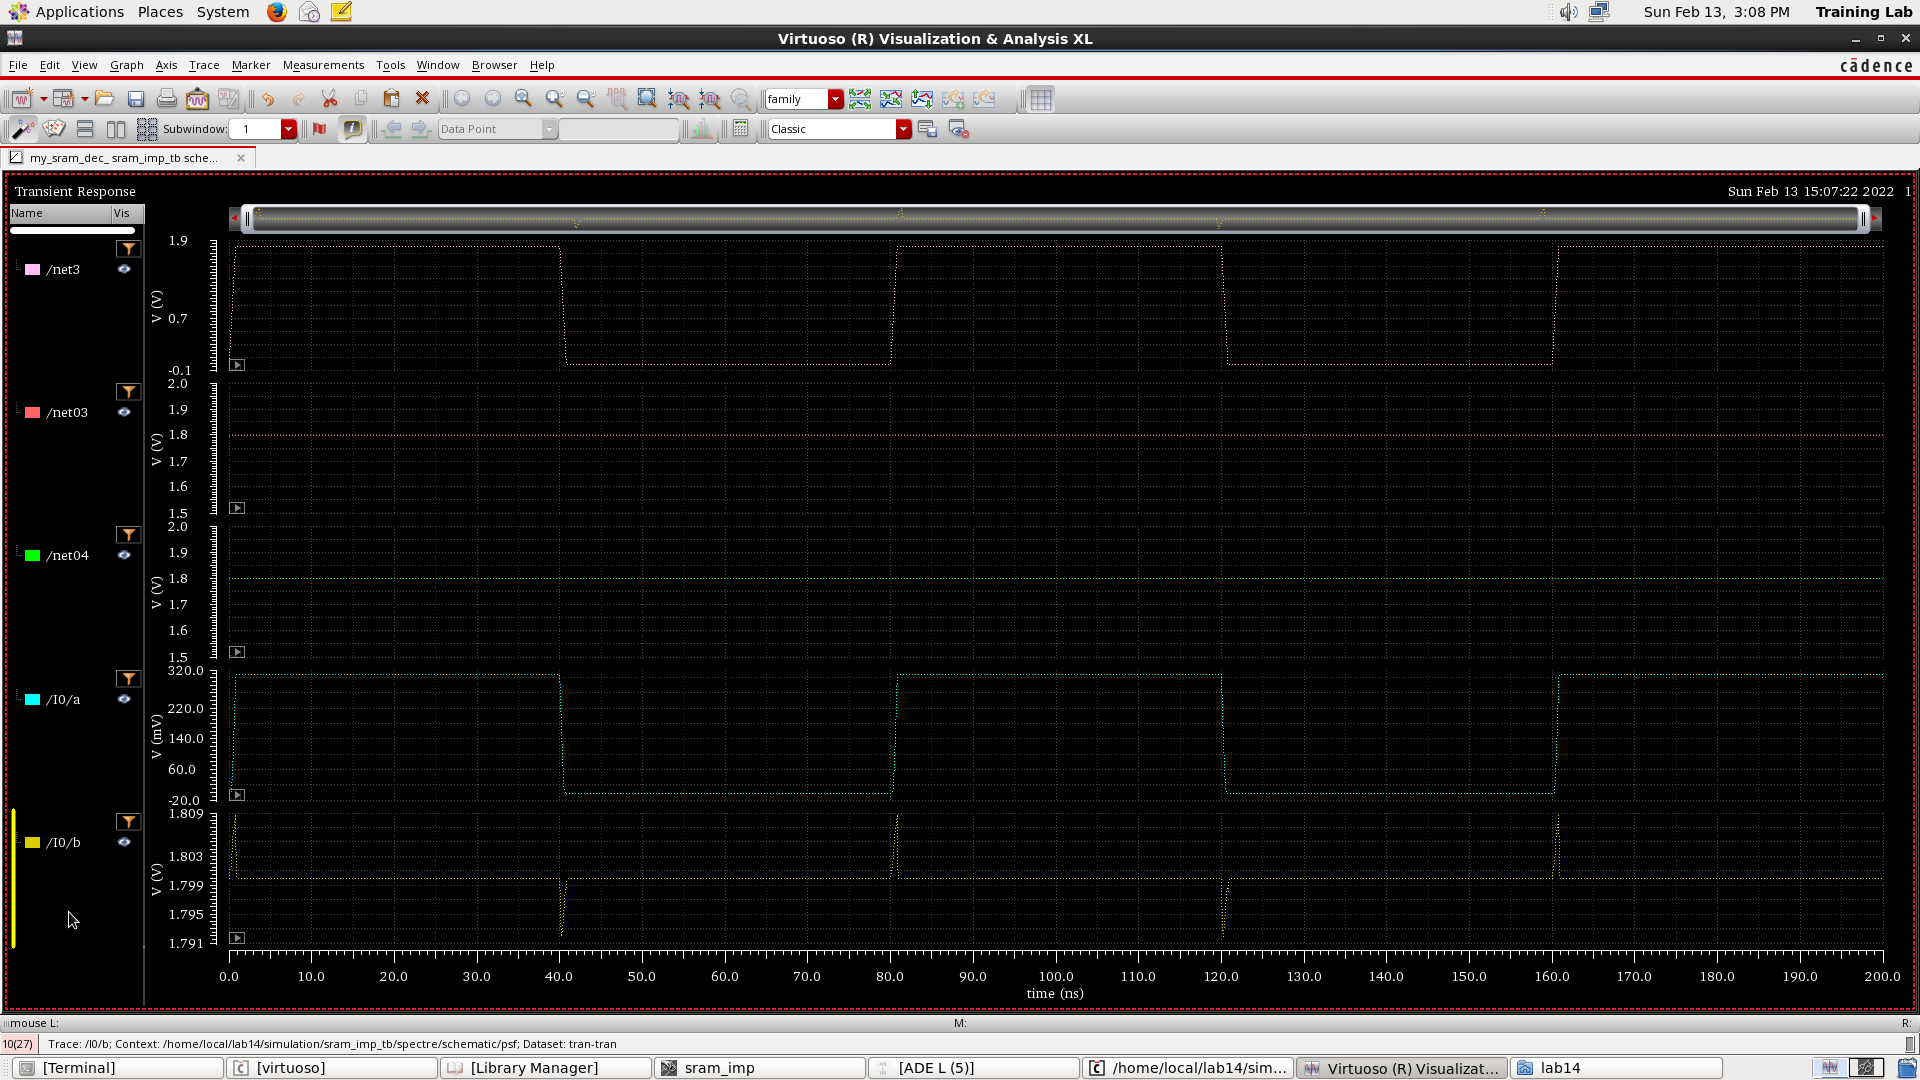 Applications Places System Sun Feb 13, 3:08 PM Training Lab
Virtuoso (R) Visualization & Analysis XL
File Edit View Graph Axis Trace Marker Measurements Tools Window Browser Help cādence
family
Subwindow: 1 Data Point Classic
my_sram_dec_ sram_imp_tb sche...
Transient Response Sun Feb 13 15:07:22 2022 1
Name Vis
/net3
1.9
V (V)
0.7
-0.1
/net03
2.0
1.9
1.8
V (V)
1.7
1.6
1.5
/net04
2.0
1.9
1.8
V (V)
1.7
1.6
1.5
/I0/a
320.0
220.0
V (mV)
140.0
60.0
-20.0
/I0/b
1.809
1.803
V (V)
1.799
1.795
1.791
0.0 10.0 20.0 30.0 40.0 50.0 60.0 70.0 80.0 90.0 100.0 110.0 120.0 130.0 140.0 150.0 160.0 170.0 180.0 190.0 200.0
time (ns)
mouse L: M: R:
10(27) Trace: /I0/b; Context: /home/local/lab14/simulation/sram_imp_tb/spectre/schematic/psf; Dataset: tran-tran
[Terminal] [virtuoso] [Library Manager] sram_imp [ADE L (5)] /home/local/lab14/sim... Virtuoso (R) Visualizat... lab14